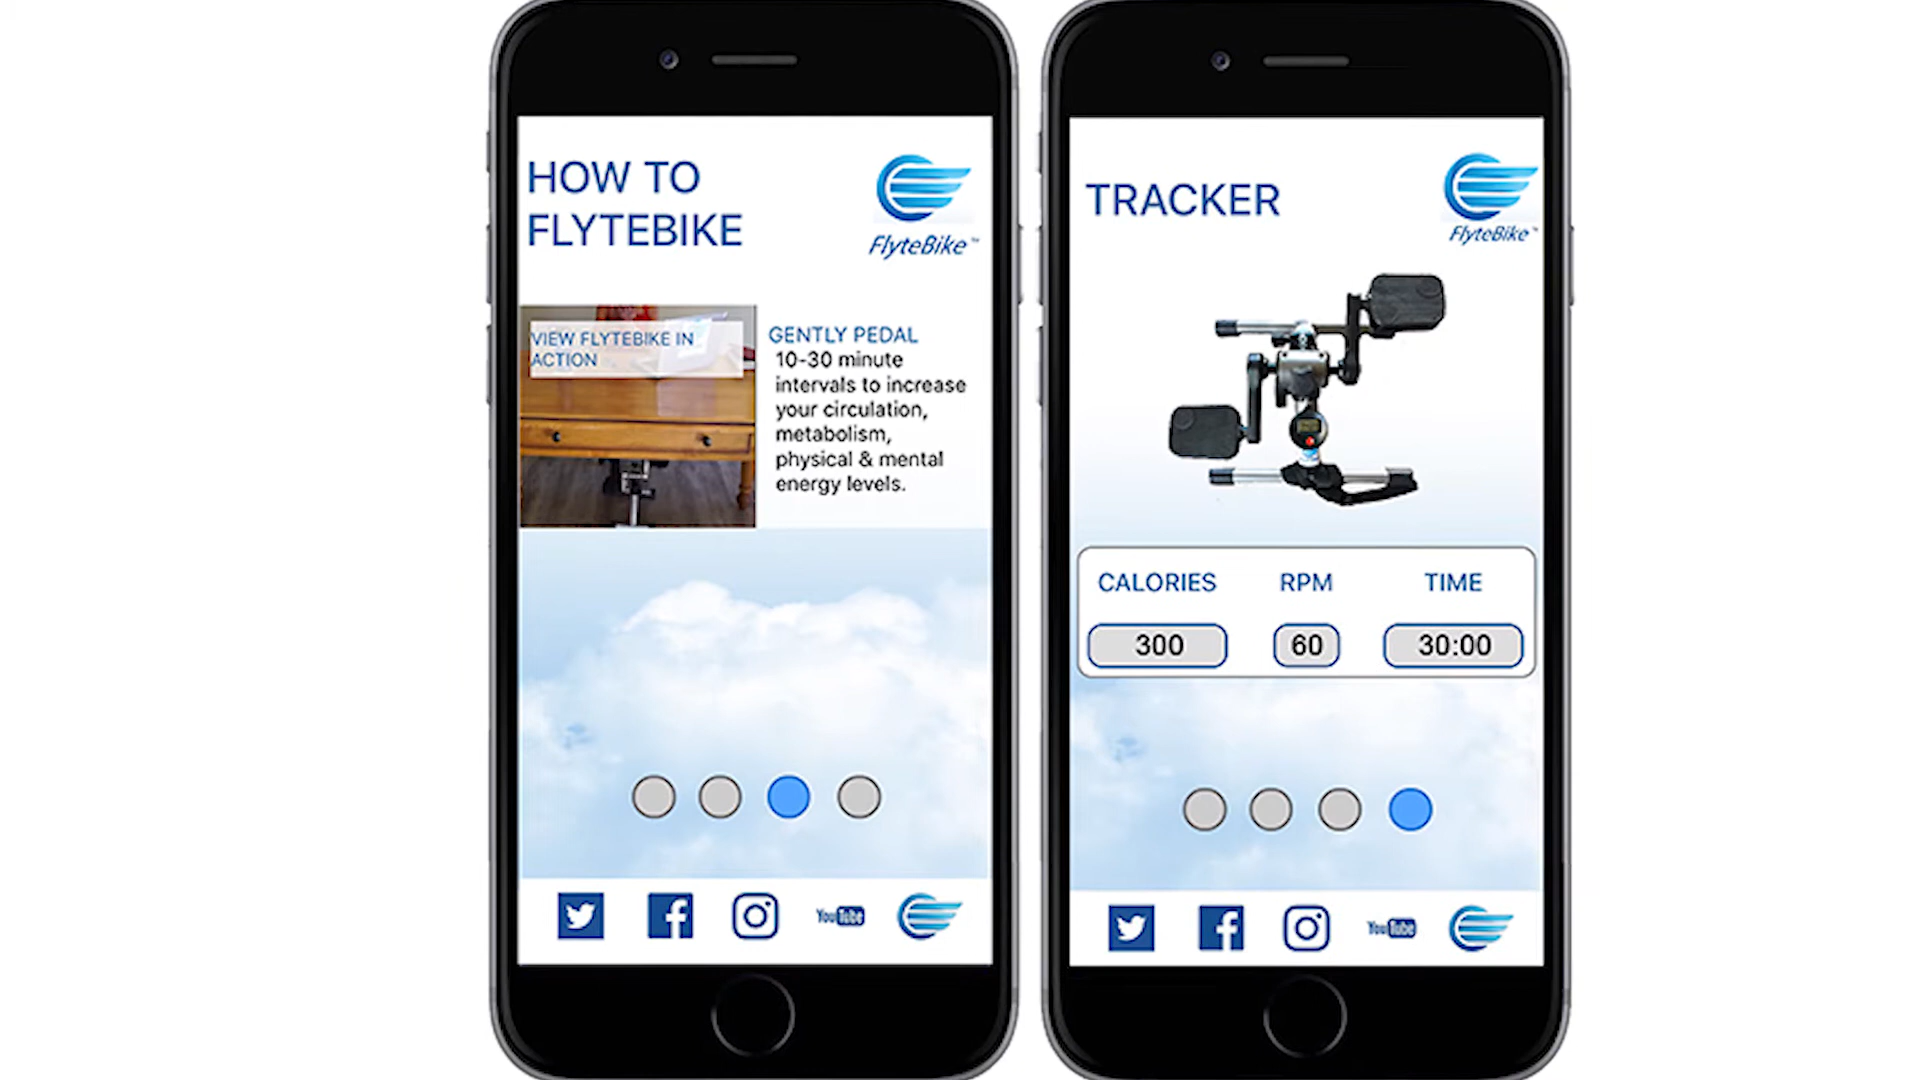 HOW TO
FLYTEBIKE
FlyteBike™
VIEW FLYTEBIKE IN
ACTION
GENTLY PEDAL
10-30 minute
intervals to increase
your circulation,
metabolism,
physical & mental
energy levels.
YouTube
TRACKER
FlyteBike™
CALORIES RPM TIME
300 60 30:00
YouTube